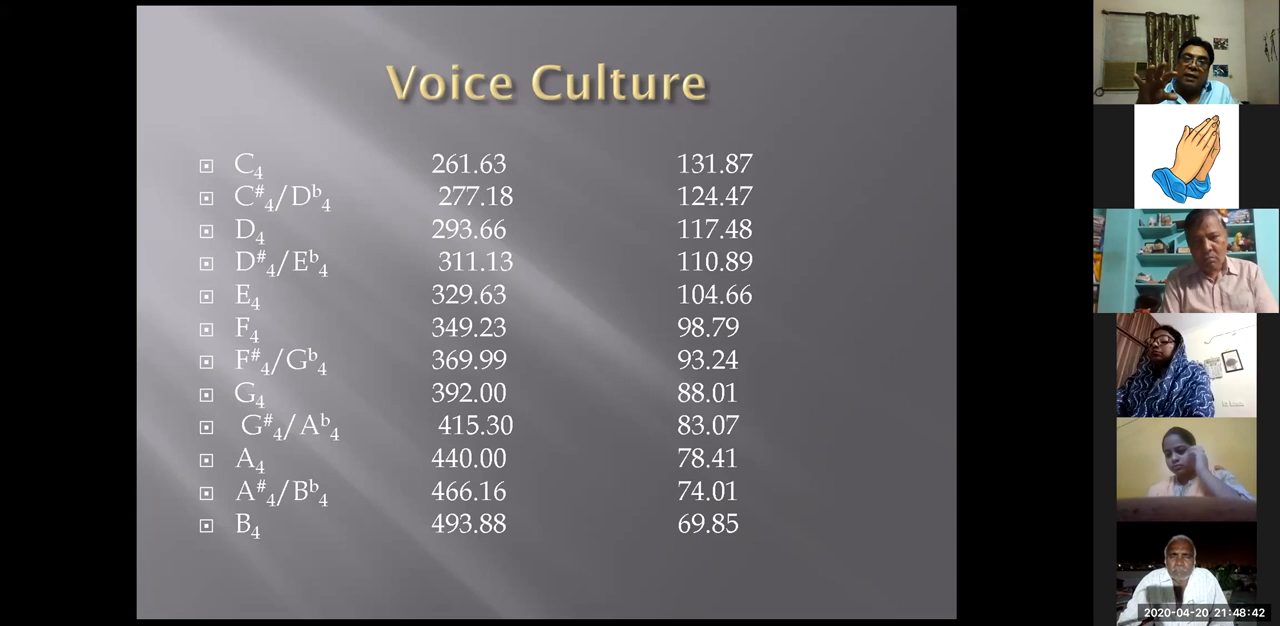 Voice Culture
C₄ 261.63 131.87
C#₄/Db₄ 277.18 124.47
D₄ 293.66 117.48
D#₄/Eb₄ 311.13 110.89
E₄ 329.63 104.66
F₄ 349.23 98.79
F#₄/Gb₄ 369.99 93.24
G₄ 392.00 88.01
G#₄/Ab₄ 415.30 83.07
A₄ 440.00 78.41
A#₄/Bb₄ 466.16 74.01
B₄ 493.88 69.85
2020-04-20 21:48:42